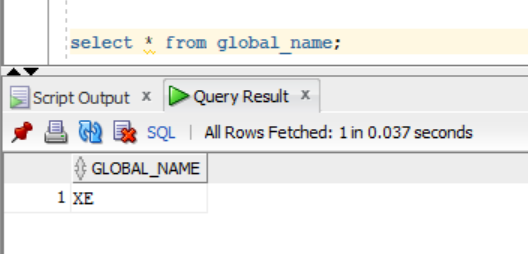 select * from global_name;
Script Output x Query Result x
SQL | All Rows Fetched: 1 in 0.037 seconds
GLOBAL_NAME
1 XE